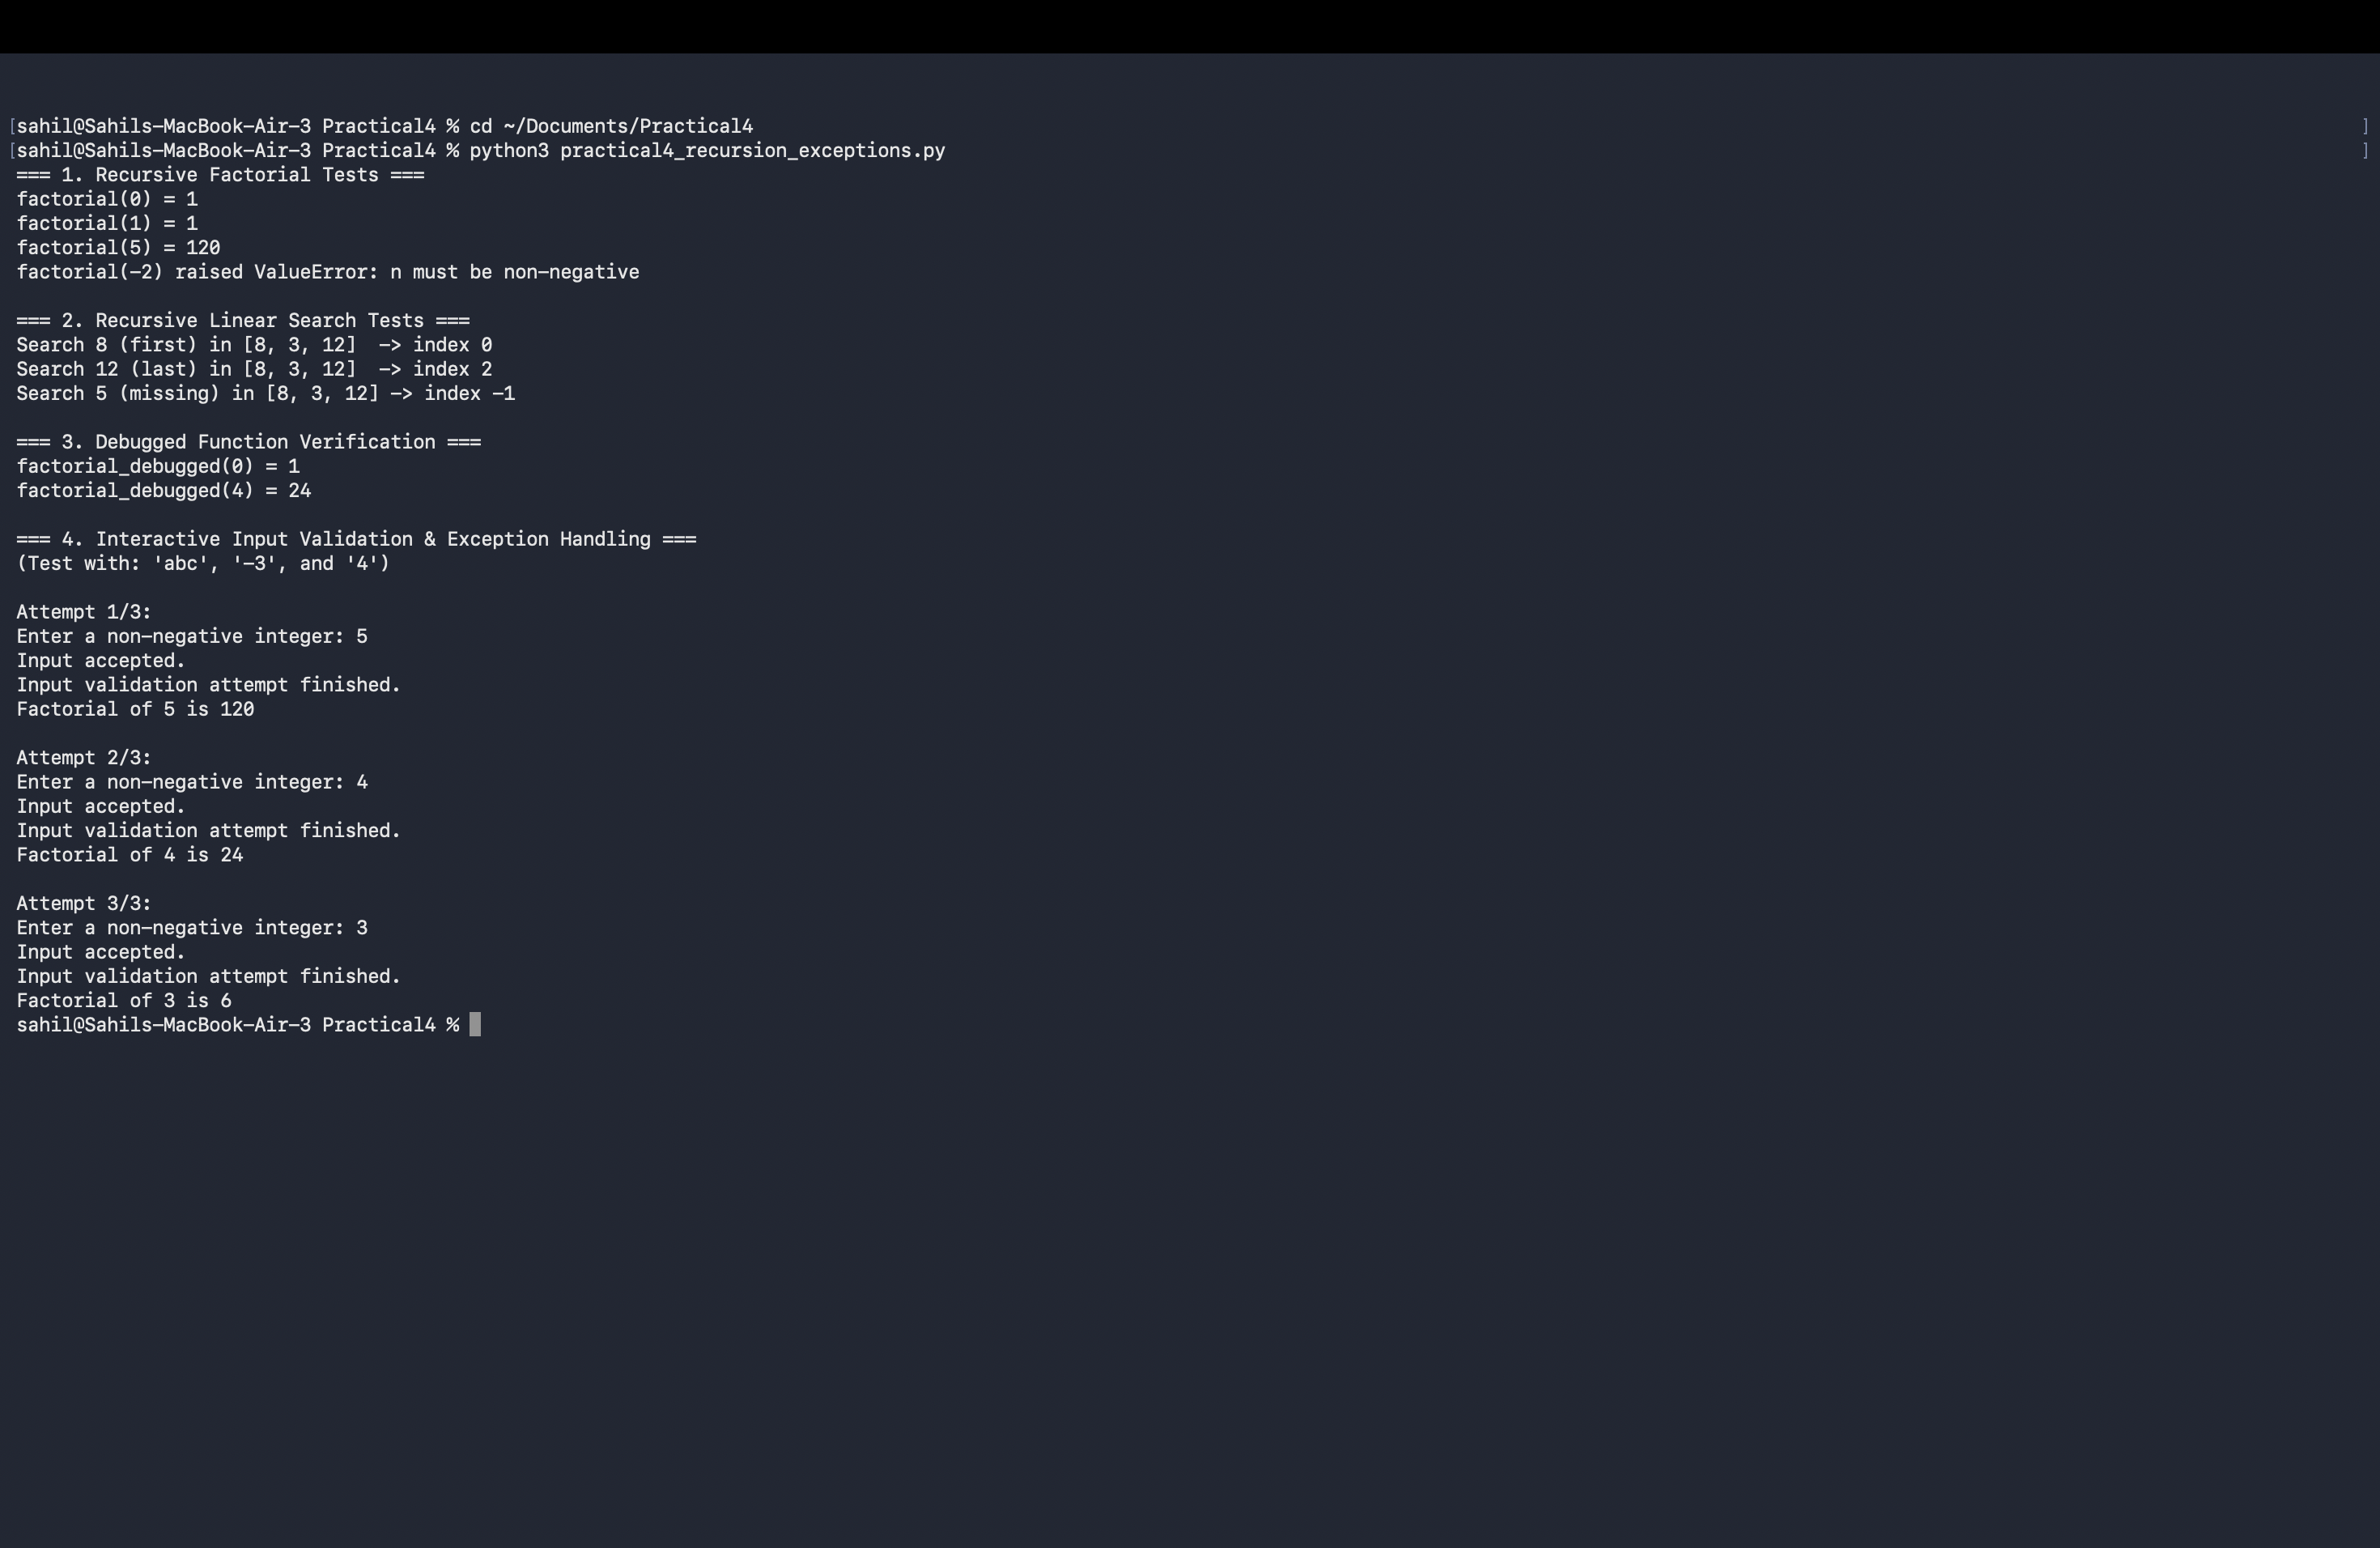 [sahil@Sahils-MacBook-Air-3 Practical4 % cd ~/Documents/Practical4 ]
[sahil@Sahils-MacBook-Air-3 Practical4 % python3 practical4_recursion_exceptions.py ]
=== 1. Recursive Factorial Tests ===
factorial(0) = 1
factorial(1) = 1
factorial(5) = 120
factorial(-2) raised ValueError: n must be non-negative

=== 2. Recursive Linear Search Tests ===
Search 8 (first) in [8, 3, 12]  -> index 0
Search 12 (last) in [8, 3, 12]  -> index 2
Search 5 (missing) in [8, 3, 12] -> index -1

=== 3. Debugged Function Verification ===
factorial_debugged(0) = 1
factorial_debugged(4) = 24

=== 4. Interactive Input Validation & Exception Handling ===
(Test with: 'abc', '-3', and '4')

Attempt 1/3:
Enter a non-negative integer: 5
Input accepted.
Input validation attempt finished.
Factorial of 5 is 120

Attempt 2/3:
Enter a non-negative integer: 4
Input accepted.
Input validation attempt finished.
Factorial of 4 is 24

Attempt 3/3:
Enter a non-negative integer: 3
Input accepted.
Input validation attempt finished.
Factorial of 3 is 6
sahil@Sahils-MacBook-Air-3 Practical4 %